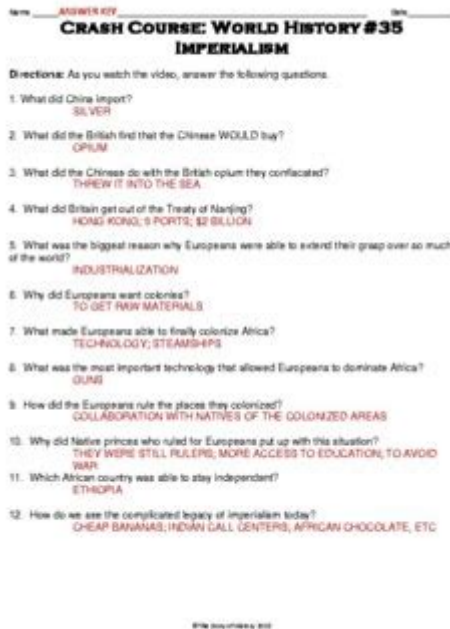 Name ANSWER KEY Date
CRASH COURSE: WORLD HISTORY #35
IMPERIALISM
Directions: As you watch the video, answer the following questions.
1. What did China import?
SILVER
2. What did the British find that the Chinese WOULD buy?
OPIUM
3. What did the Chinese do with the British opium they confiscated?
THREW IT INTO THE SEA
4. What did Britain get out of the Treaty of Nanjing?
HONG KONG; 5 PORTS; $2 BILLION
5. What was the biggest reason why Europeans were able to extend their grasp over so much
of the world?
INDUSTRIALIZATION
6. Why did Europeans want colonies?
TO GET RAW MATERIALS
7. What made Europeans able to finally colonize Africa?
TECHNOLOGY; STEAMSHIPS
8. What was the most important technology that allowed Europeans to dominate Africa?
GUNS
9. How did the Europeans rule the places they colonized?
COLLABORATION WITH NATIVES OF THE COLONIZED AREAS
10. Why did Native princes who ruled for Europeans put up with this situation?
THEY WERE STILL RULERS; MORE ACCESS TO EDUCATION, TO AVOID
WAR
11. Which African country was able to stay independent?
ETHIOPIA
12. How do we see the complicated legacy of imperialism today?
CHEAP BANANAS; INDIAN CALL CENTERS; AFRICAN CHOCOLATE, ETC